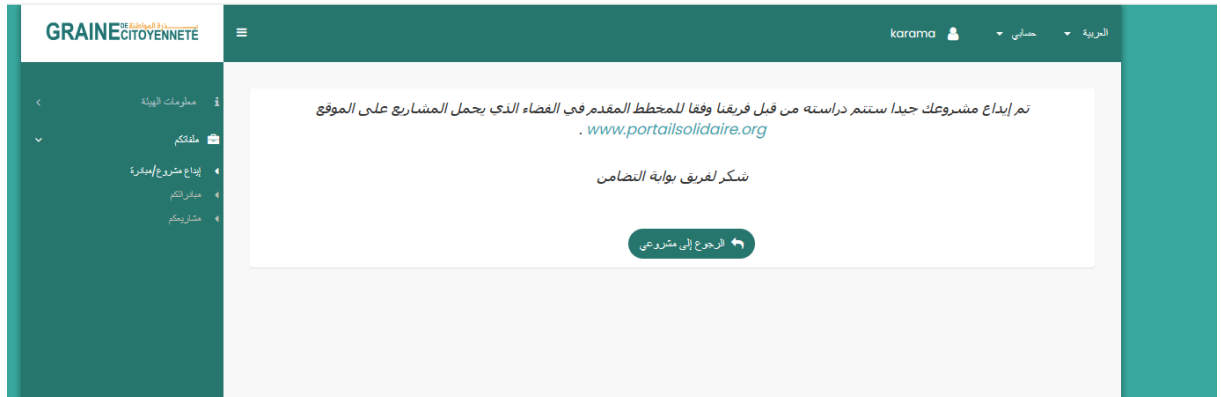 العربية
حسابي
karama
GRAINE DE CITOYENNETÉ
معلومات الهيئة
ملفاتكم
إيداع مشروع/مبادرة
مبادراتكم
مشاريعكم
تم إيداع مشروعك جيدا ستتم دراسته من قبل فريقنا وفقا للمخطط المقدم في الفضاء الذي يحمل المشاريع على الموقع
www.portailsolidaire.org .
شكر لفريق بوابة التضامن
الرجوع إلى مشروعي